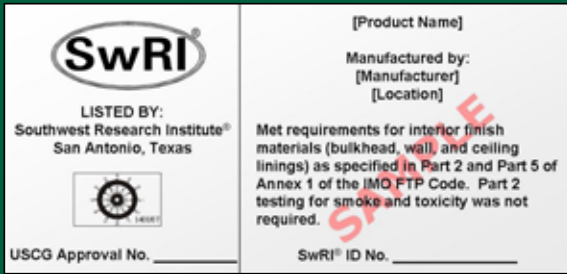 SwRI®
LISTED BY:
Southwest Research Institute®
San Antonio, Texas
USCG Approval No.
[Product Name]
Manufactured by:
[Manufacturer]
[Location]
Met requirements for interior finish
materials (bulkhead, wall, and ceiling
linings) as specified in Part 2 and Part 5 of
Annex 1 of the IMO FTP Code. Part 2
testing for smoke and toxicity was not
required.
SwRI® ID No.
SAMPLE